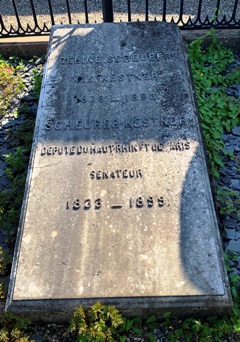 SCHEURER
KESTNER
SCHEURER-KESTNER
DEPUTE DU HAUT RHIN ET DE PARIS
SENATEUR
1833 _ 1899